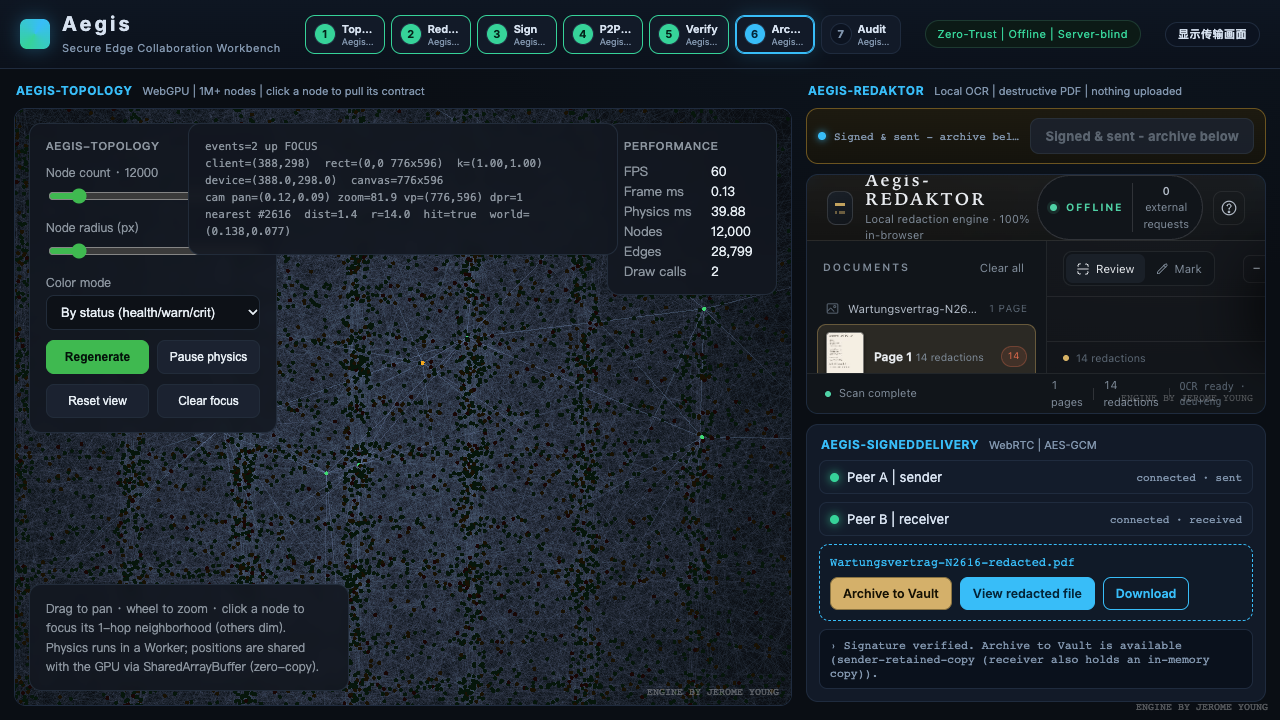 Aegis
Secure Edge Collaboration Workbench
1 Top... Aegis...
2 Red... Aegis...
3 Sign Aegis...
4 P2P... Aegis...
5 Verify Aegis...
6 Arc... Aegis...
7 Audit Aegis...
Zero-Trust | Offline | Server-blind
显示传输画面
AEGIS-TOPOLOGY WebGPU | 1M+ nodes | click a node to pull its contract
AEGIS-TOPOLOGY
Node count · 12000
Node radius (px)
Color mode
By status (health/warn/crit)
Regenerate
Pause physics
Reset view
Clear focus
events=2 up FOCUS
client=(388,298) rect=(0,0 776x596) k=(1.00,1.00)
device=(388.0,298.0) canvas=776x596
cam pan=(0.12,0.09) zoom=81.9 vp=(776,596) dpr=1
nearest #2616 dist=1.4 r=14.0 hit=true world=
(0.138,0.077)
PERFORMANCE
FPS 60
Frame ms 0.13
Physics ms 39.88
Nodes 12,000
Edges 28,799
Draw calls 2
Drag to pan · wheel to zoom · click a node to
focus its 1-hop neighborhood (others dim).
Physics runs in a Worker; positions are shared
with the GPU via SharedArrayBuffer (zero-copy).
ENGINE BY JEROME YOUNG
AEGIS-REDAKTOR Local OCR | destructive PDF | nothing uploaded
Signed & sent - archive bel...
Signed & sent - archive below
Aegis-
REDAKTOR
Local redaction engine · 100%
in-browser
OFFLINE
0
external
requests
DOCUMENTS
Clear all
Review
Mark
Wartungsvertrag-N26... 1 PAGE
Page 1 14 redactions 14
14 redactions
Scan complete
1
pages
14
redactions
OCR ready ·
deu+eng
ENGINE BY JEROME YOUNG
AEGIS-SIGNEDDELIVERY WebRTC | AES-GCM
Peer A | sender connected · sent
Peer B | receiver connected · received
Wartungsvertrag-N2616-redacted.pdf
Archive to Vault
View redacted file
Download
› Signature verified. Archive to Vault is available
(sender-retained-copy (receiver also holds an in-memory
copy)).
ENGINE BY JEROME YOUNG